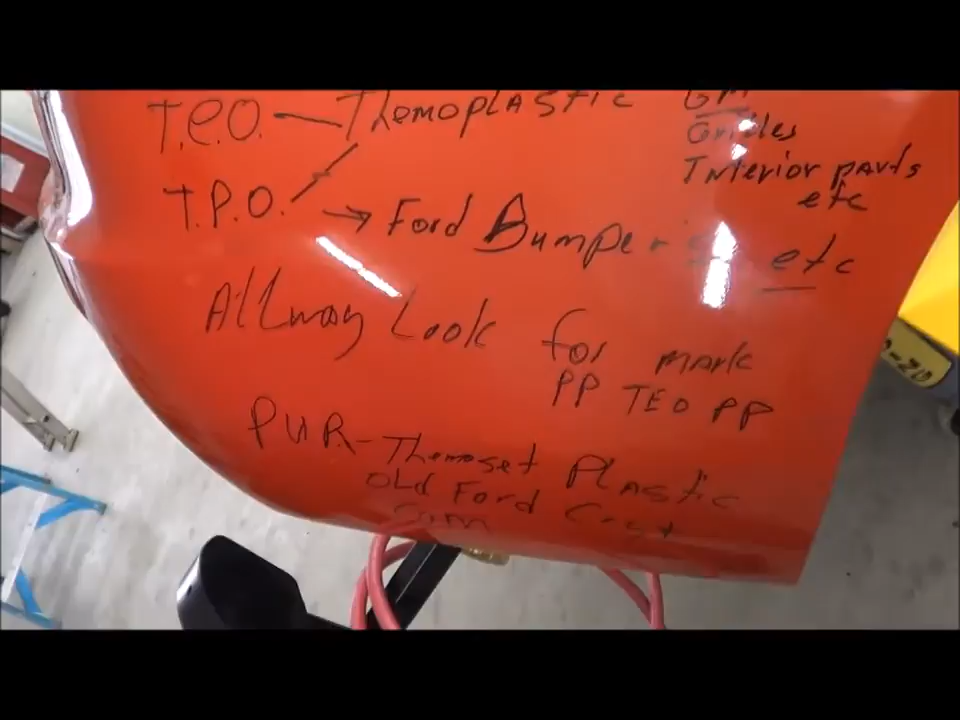 T.E.O. — Themoplastic GM
Grilles
Interior parts
etc
T.P.O. → Ford Bumper's etc
Allway Look for mark
PP TEO PP
PUR - Themoset Plastic
Old Ford